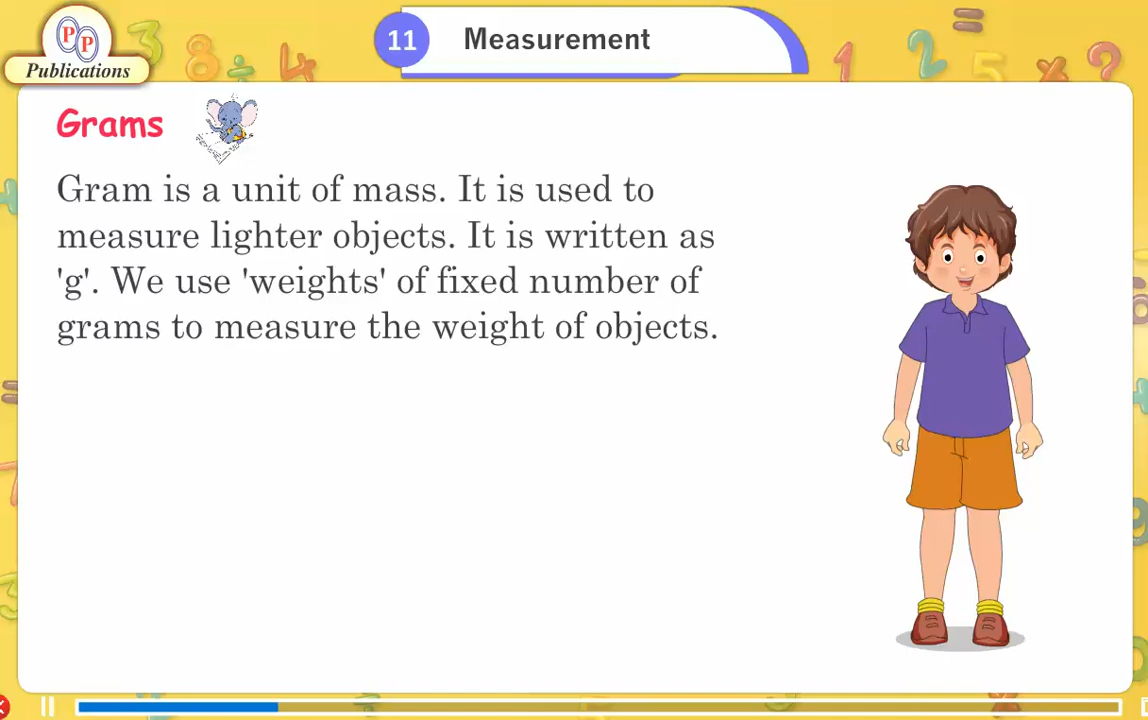 P P
Publications
11 Measurement
Grams
Gram is a unit of mass. It is used to
measure lighter objects. It is written as
'g'. We use 'weights' of fixed number of
grams to measure the weight of objects.